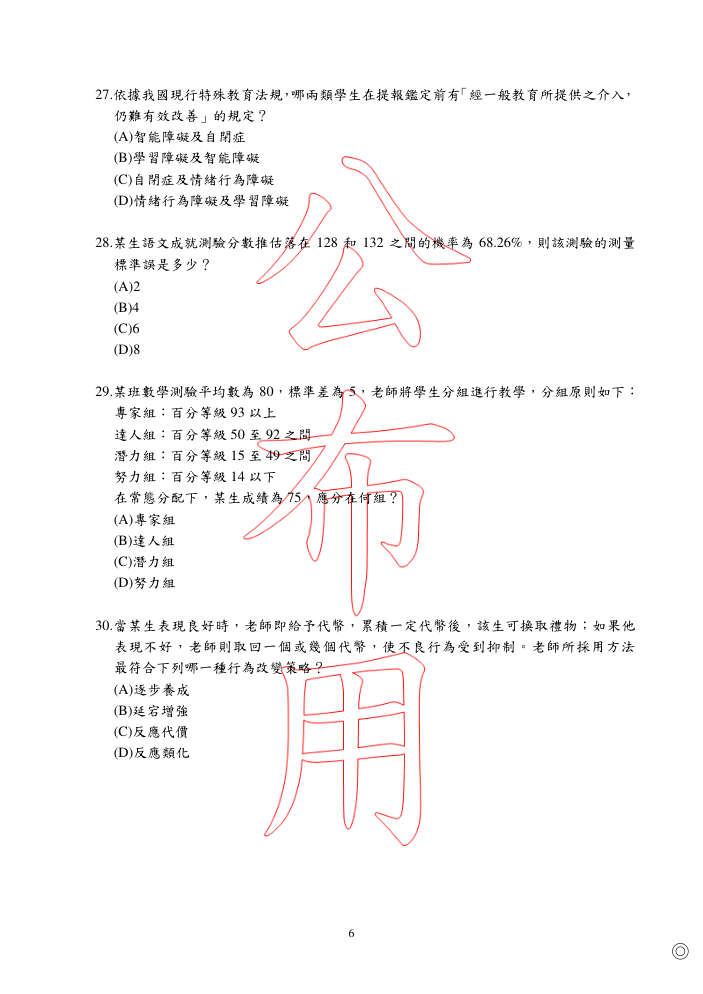 27.依據我國現行特殊教育法規，哪兩類學生在提報鑑定前有「經一般教育所提供之介入，
仍難有效改善」的規定？
(A)智能障礙及自閉症
(B)學習障礙及智能障礙
(C)自閉症及情緒行為障礙
(D)情緒行為障礙及學習障礙
28.某生語文成就測驗分數推估落在 128 和 132 之間的機率為 68.26%，則該測驗的測量
標準誤是多少？
(A)2
(B)4
(C)6
(D)8
29.某班數學測驗平均數為 80，標準差為 5，老師將學生分組進行教學，分組原則如下：
專家組：百分等級 93 以上
達人組：百分等級 50 至 92 之間
潛力組：百分等級 15 至 49 之間
努力組：百分等級 14 以下
在常態分配下，某生成績為 75，應分在何組？
(A)專家組
(B)達人組
(C)潛力組
(D)努力組
30.當某生表現良好時，老師即給予代幣，累積一定代幣後，該生可換取禮物；如果他
表現不好，老師則取回一個或幾個代幣，使不良行為受到抑制。老師所採用方法
最符合下列哪一種行為改變策略？
(A)逐步養成
(B)延宕增強
(C)反應代價
(D)反應類化
公布用
6
◎